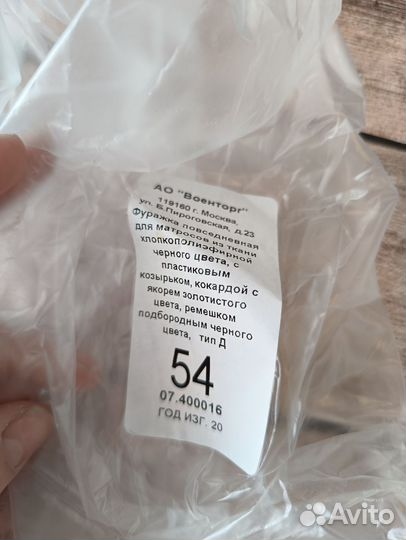 АО "Военторг"
119160 г. Москва,
ул. Б.Пироговская, д.23
Фуражка повседневная
для матросов из ткани
хлопкополиэфирной
черного цвета, с
пластиковым
козырьком, кокардой с
якорем золотистого
цвета, ремешком
подбородным черного
цвета, тип Д
54
07.400016
ГОД ИЗГ. 20
Avito